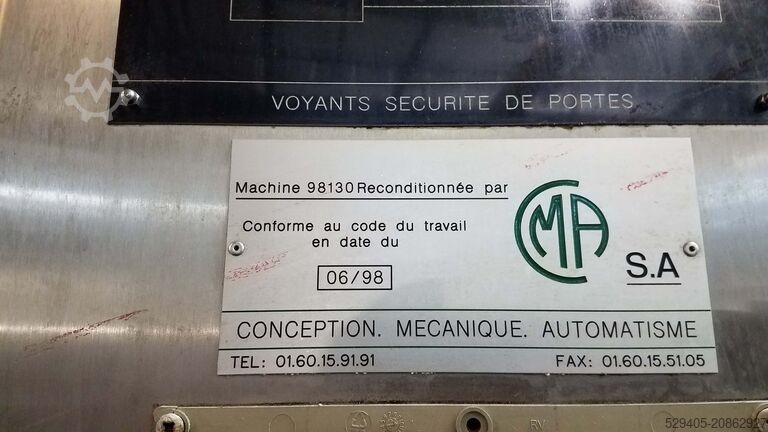 VOYANTS SECURITE DE PORTES
Machine 98130 Reconditionnée par
CMA
S.A
Conforme au code du travail
en date du
06/98
CONCEPTION. MECANIQUE. AUTOMATISME
TEL: 01.60.15.91.91 FAX: 01.60.15.51.05
529405-20862927